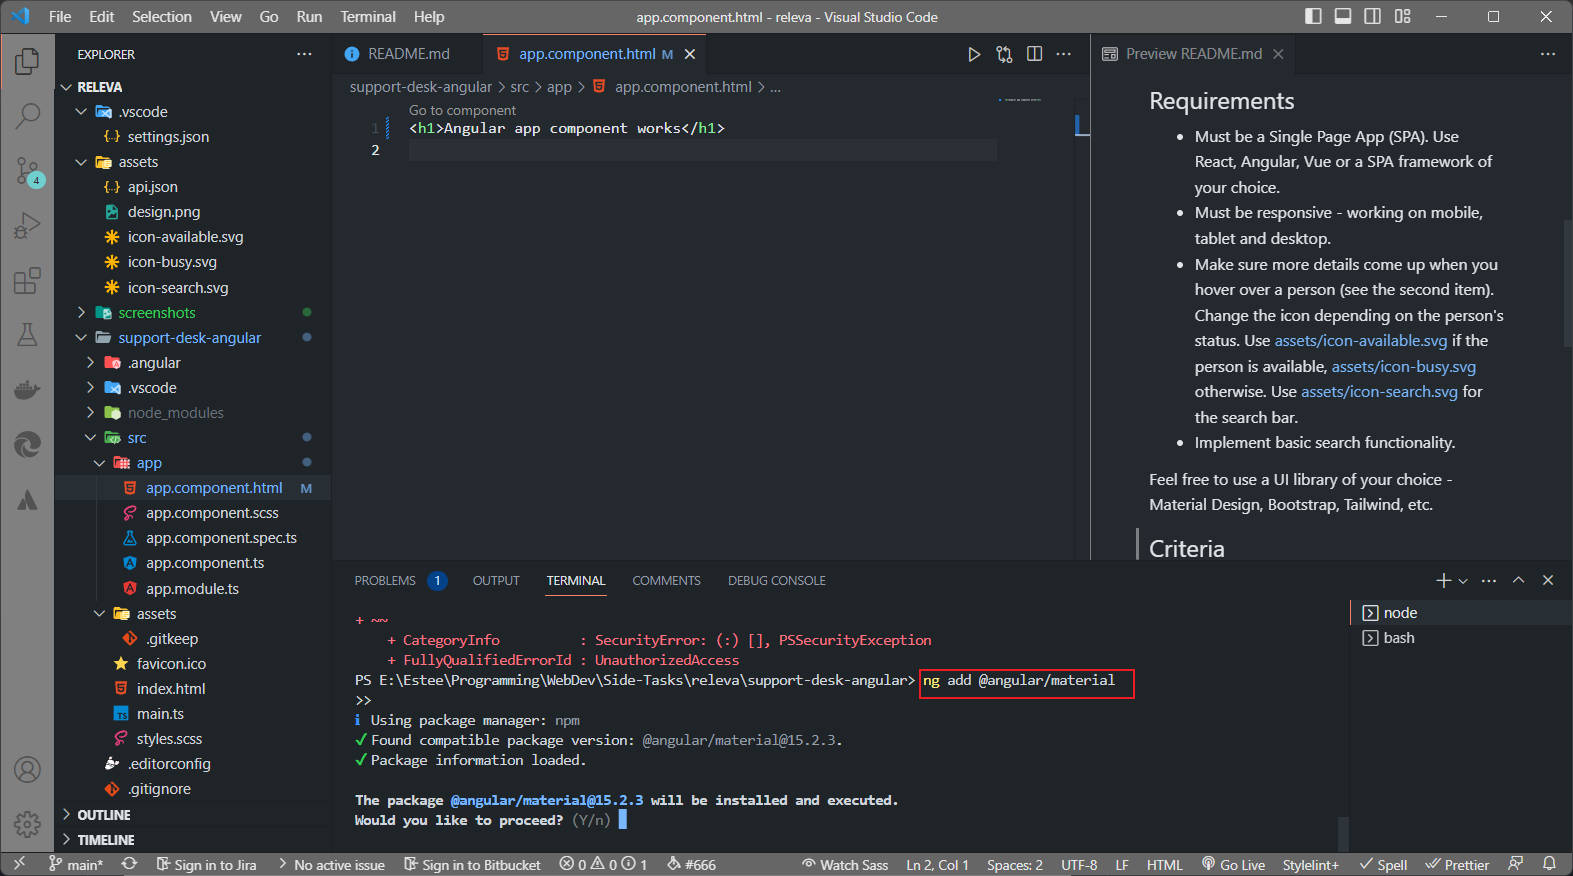 File Edit Selection View Go Run Terminal Help
app.component.html - releva - Visual Studio Code
EXPLORER
RELEVA
.vscode
settings.json
assets
api.json
design.png
icon-available.svg
icon-busy.svg
icon-search.svg
screenshots
support-desk-angular
.angular
.vscode
node_modules
src
app
app.component.html M
app.component.scss
app.component.spec.ts
app.component.ts
app.module.ts
assets
.gitkeep
favicon.ico
index.html
main.ts
styles.scss
.editorconfig
.gitignore
OUTLINE
TIMELINE
4
README.md
app.component.html M
support-desk-angular > src > app > app.component.html > ...
Go to component
1 <h1>Angular app component works</h1>
2
Preview README.md
Requirements
• Must be a Single Page App (SPA). Use
React, Angular, Vue or a SPA framework of
your choice.
• Must be responsive - working on mobile,
tablet and desktop.
• Make sure more details come up when you
hover over a person (see the second item).
Change the icon depending on the person's
status. Use assets/icon-available.svg if the
person is available, assets/icon-busy.svg
otherwise. Use assets/icon-search.svg for
the search bar.
• Implement basic search functionality.
Feel free to use a UI library of your choice -
Material Design, Bootstrap, Tailwind, etc.
Criteria
PROBLEMS 1 OUTPUT TERMINAL COMMENTS DEBUG CONSOLE
+ ~~
+ CategoryInfo : SecurityError: (:) [], PSSecurityException
+ FullyQualifiedErrorId : UnauthorizedAccess
PS E:\Estee\Programming\WebDev\Side-Tasks\releva\support-desk-angular> ng add @angular/material
>>
i Using package manager: npm
✓ Found compatible package version: @angular/material@15.2.3.
✓ Package information loaded.
The package @angular/material@15.2.3 will be installed and executed.
Would you like to proceed? (Y/n)
node
bash
main* Sign in to Jira No active issue Sign in to Bitbucket 0 0 1 #666 Watch Sass Ln 2, Col 1 Spaces: 2 UTF-8 LF HTML Go Live Stylelint+ Spell Prettier